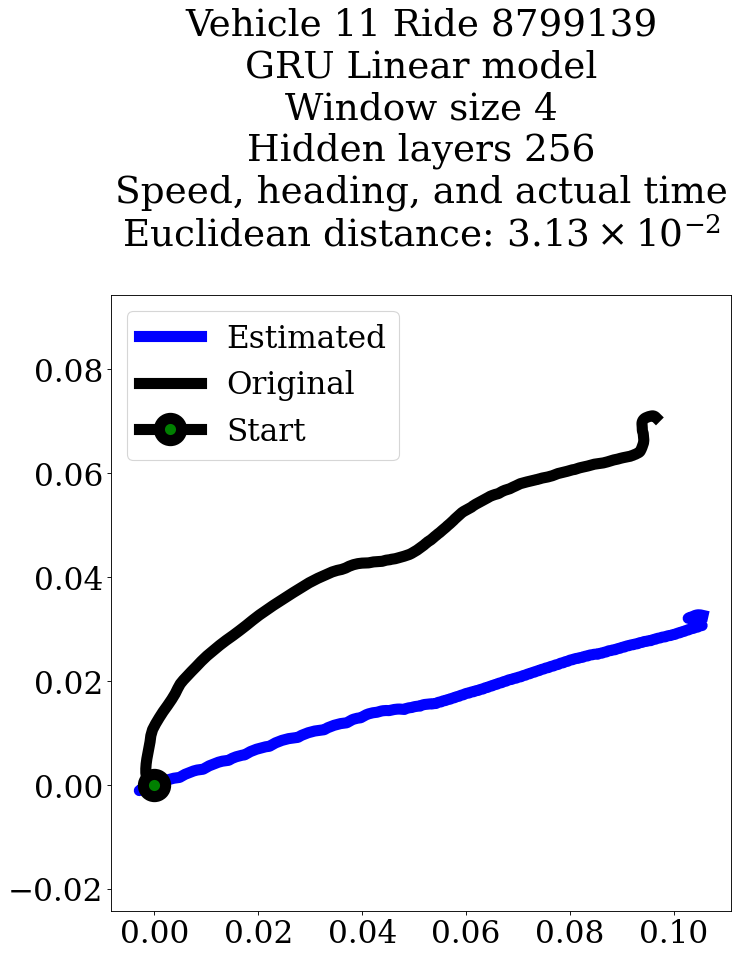 Vehicle 11 Ride 8799139
GRU Linear model
Window size 4
Hidden layers 256
Speed, heading, and actual time
Euclidean distance: 3.13 × 10⁻²
Estimated
Original
Start
0.08
0.06
0.04
0.02
0.00
−0.02
0.00 0.02 0.04 0.06 0.08 0.10